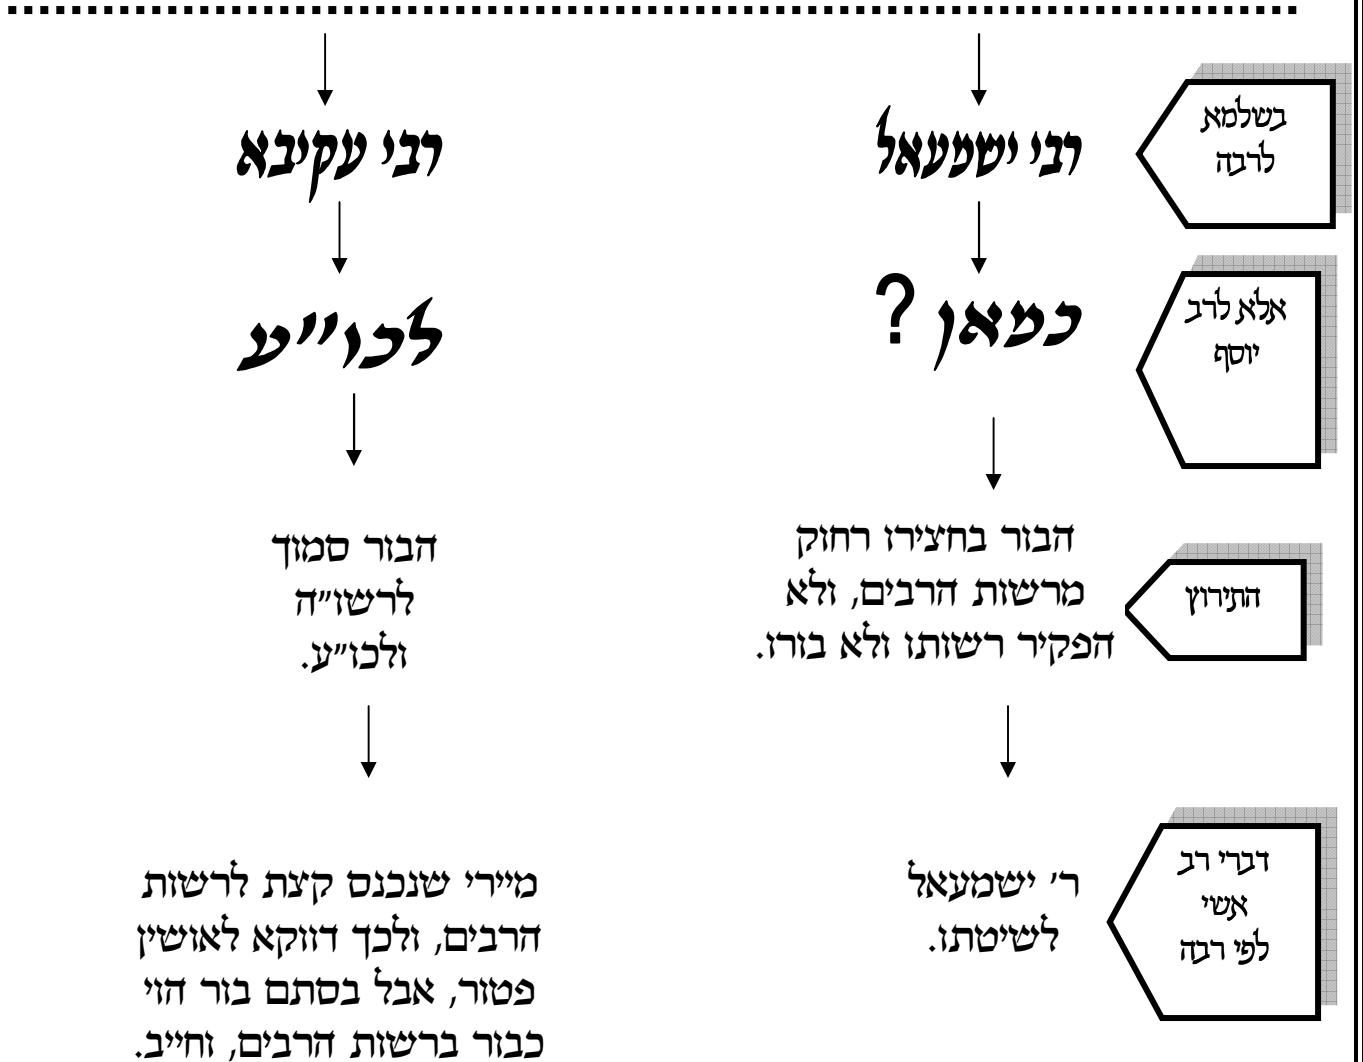 בשלמא
לרבה
רבי ישמעאל
רבי עקיבא
אלא לרב
יוסף
כמאן ?
לכו"ע
התירוץ
הבור בחצירו רחוק
מרשות הרבים, ולא
הפקיר רשותו ולא בורו.
הבור סמוך
לרשו"ה
ולכו"ע.
דברי רב
אשי
לפי רבה
ר' ישמעאל
לשיטתו.
מיירי שנכנס קצת לרשות
הרבים, ולכך דווקא לאושין
פטור, אבל בסתם בור הוי
כבור ברשות הרבים, וחייב.